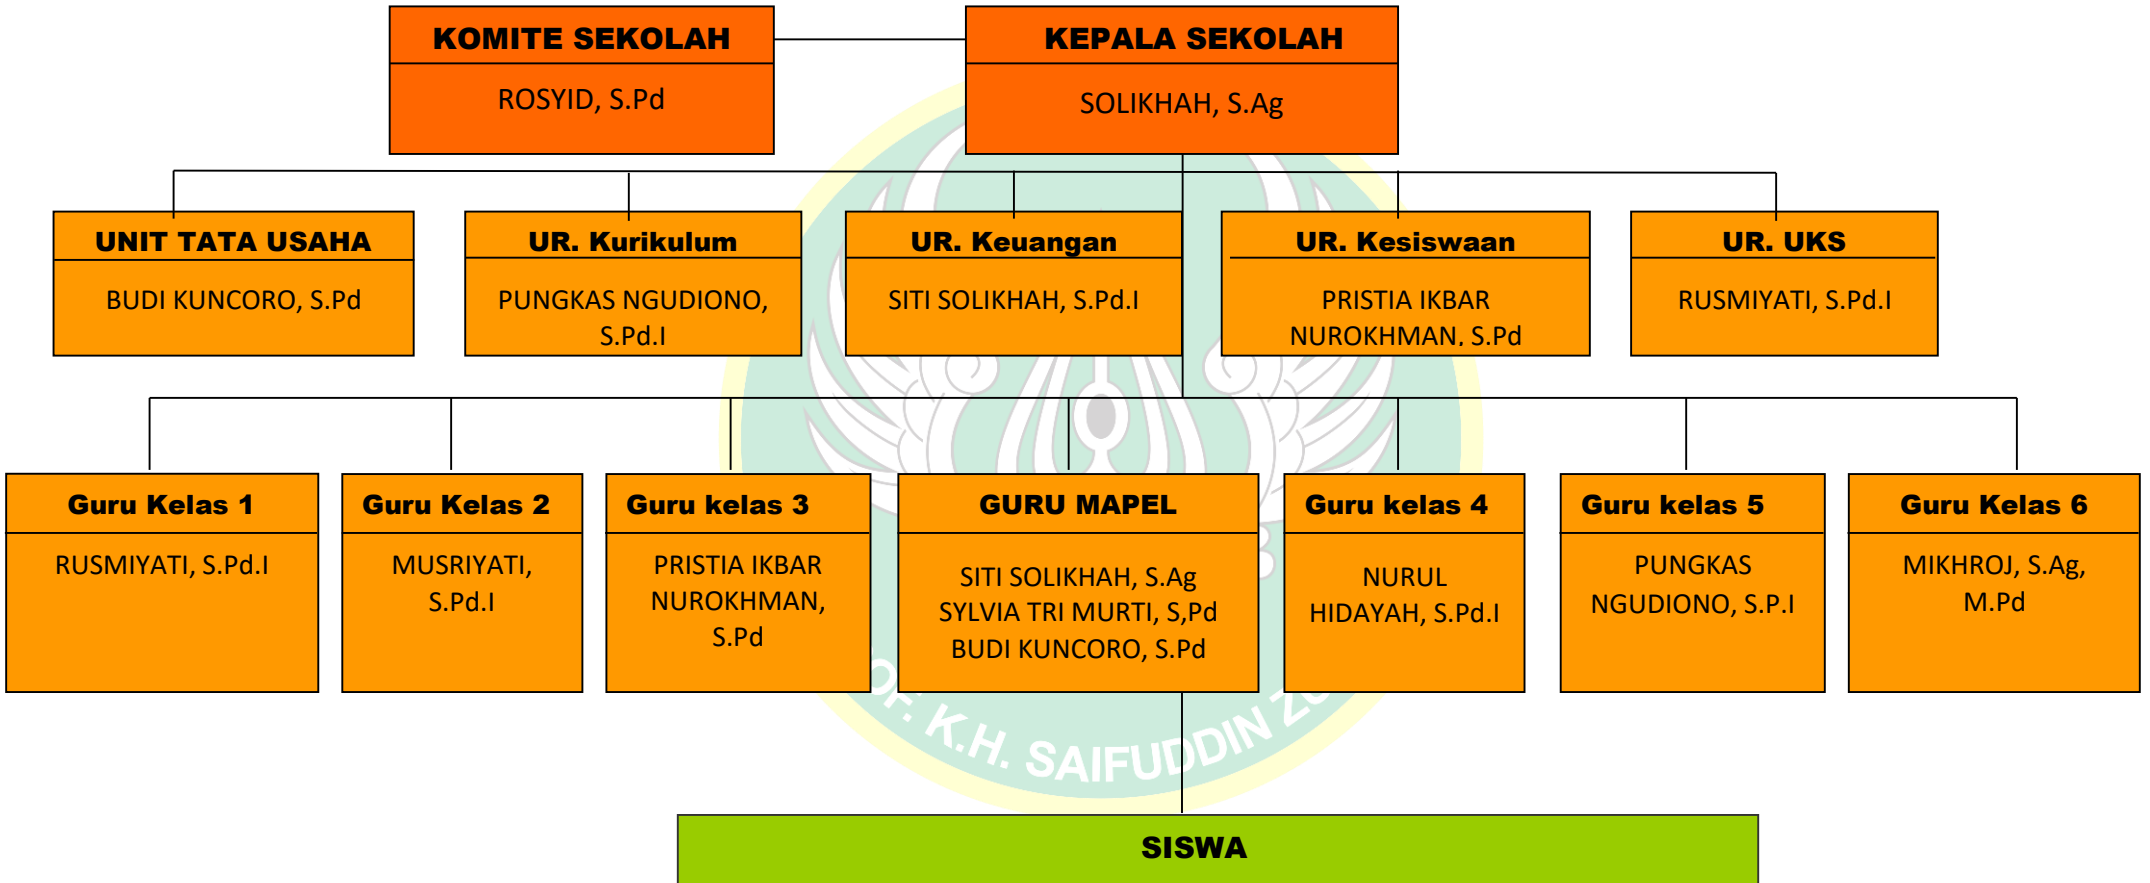 KOMITE SEKOLAH
ROSYID, S.Pd
KEPALA SEKOLAH
SOLIKHAH, S.Ag
UNIT TATA USAHA
BUDI KUNCORO, S.Pd
UR. Kurikulum
PUNGKAS NGUDIONO,
S.Pd.I
UR. Keuangan
SITI SOLIKHAH, S.Pd.I
UR. Kesiswaan
PRISTIA IKBAR
NUROKHMAN, S.Pd
UR. UKS
RUSMIYATI, S.Pd.I
Guru Kelas 1
RUSMIYATI, S.Pd.I
Guru Kelas 2
MUSRIYATI,
S.Pd.I
Guru kelas 3
PRISTIA IKBAR
NUROKHMAN,
S.Pd
GURU MAPEL
SITI SOLIKHAH, S.Ag
SYLVIA TRI MURTI, S,Pd
BUDI KUNCORO, S.Pd
Guru kelas 4
NURUL
HIDAYAH, S.Pd.I
Guru kelas 5
PUNGKAS
NGUDIONO, S.P.I
Guru Kelas 6
MIKHROJ, S.Ag,
M.Pd
K.H. SAIFUDDIN
SISWA